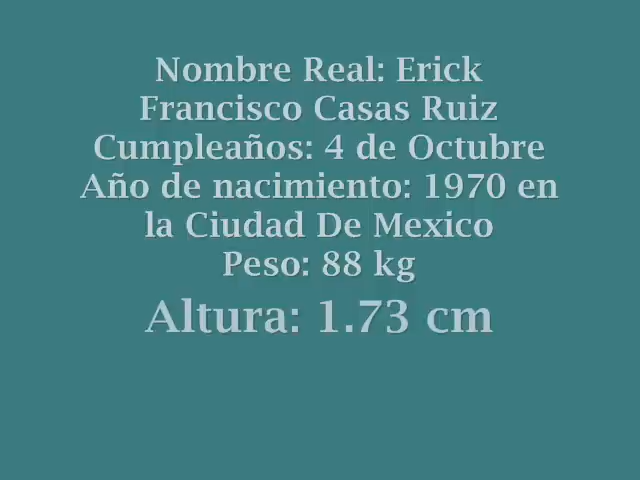 Nombre Real: Erick
Francisco Casas Ruiz
Cumpleaños: 4 de Octubre
Año de nacimiento: 1970 en
la Ciudad De Mexico
Peso: 88 kg
Altura: 1.73 cm